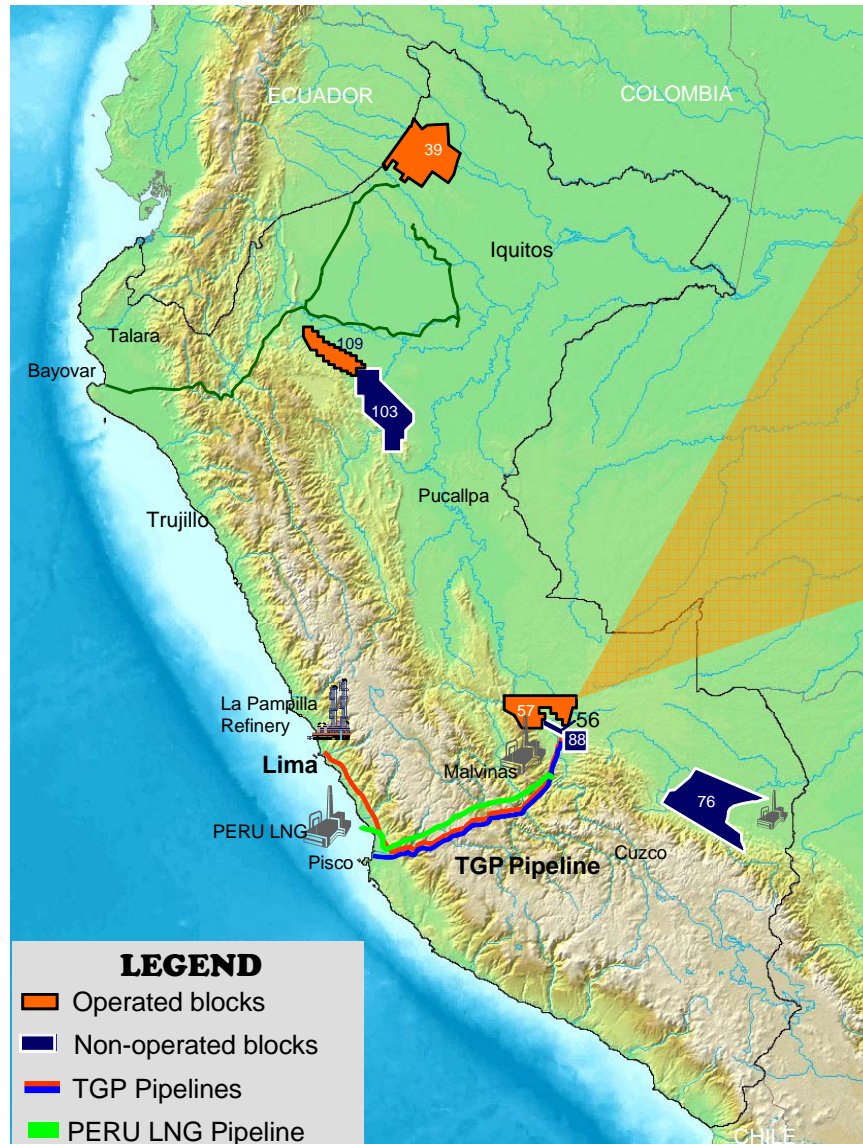 ECUADOR
COLOMBIA
39
Iquitos
Talara
109
Bayovar
103
Pucallpa
Trujillo
La Pampilla
Refinery
57
56
88
Lima
Malvinas
76
PERU LNG
Pisco
TGP Pipeline
Cuzco
LEGEND
Operated blocks
Non-operated blocks
TGP Pipelines
PERU LNG Pipeline
CHILE